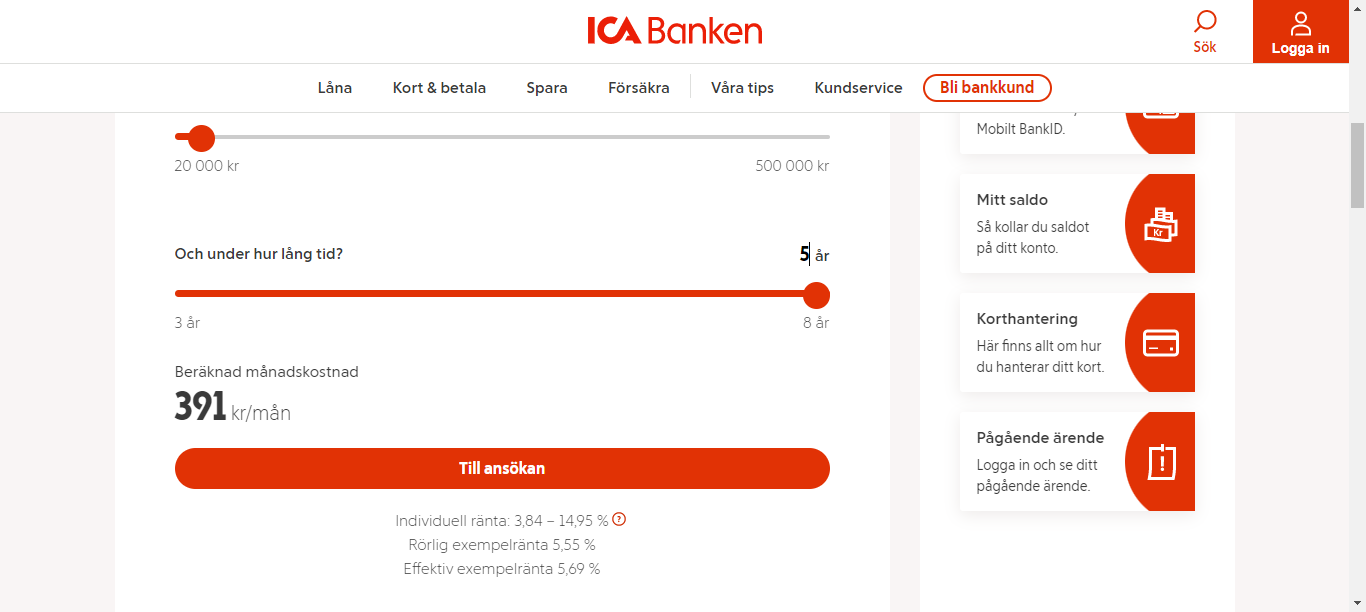 ICA Banken
Sök
Logga in
Låna
Kort & betala
Spara
Försäkra
Våra tips
Kundservice
Bli bankkund
20 000 kr
500 000 kr
Och under hur lång tid?
5 år
3 år
8 år
Beräknad månadskostnad
391 kr/mån
Till ansökan
Individuell ränta: 3,84 – 14,95 % ?
Rörlig exempelränta 5,55 %
Effektiv exempelränta 5,69 %
Mobilt BankID.
Mitt saldo
Så kollar du saldot
på ditt konto.
Kr
Korthantering
Här finns allt om hur
du hanterar ditt kort.
Pågående ärende
Logga in och se ditt
pågående ärende.
!